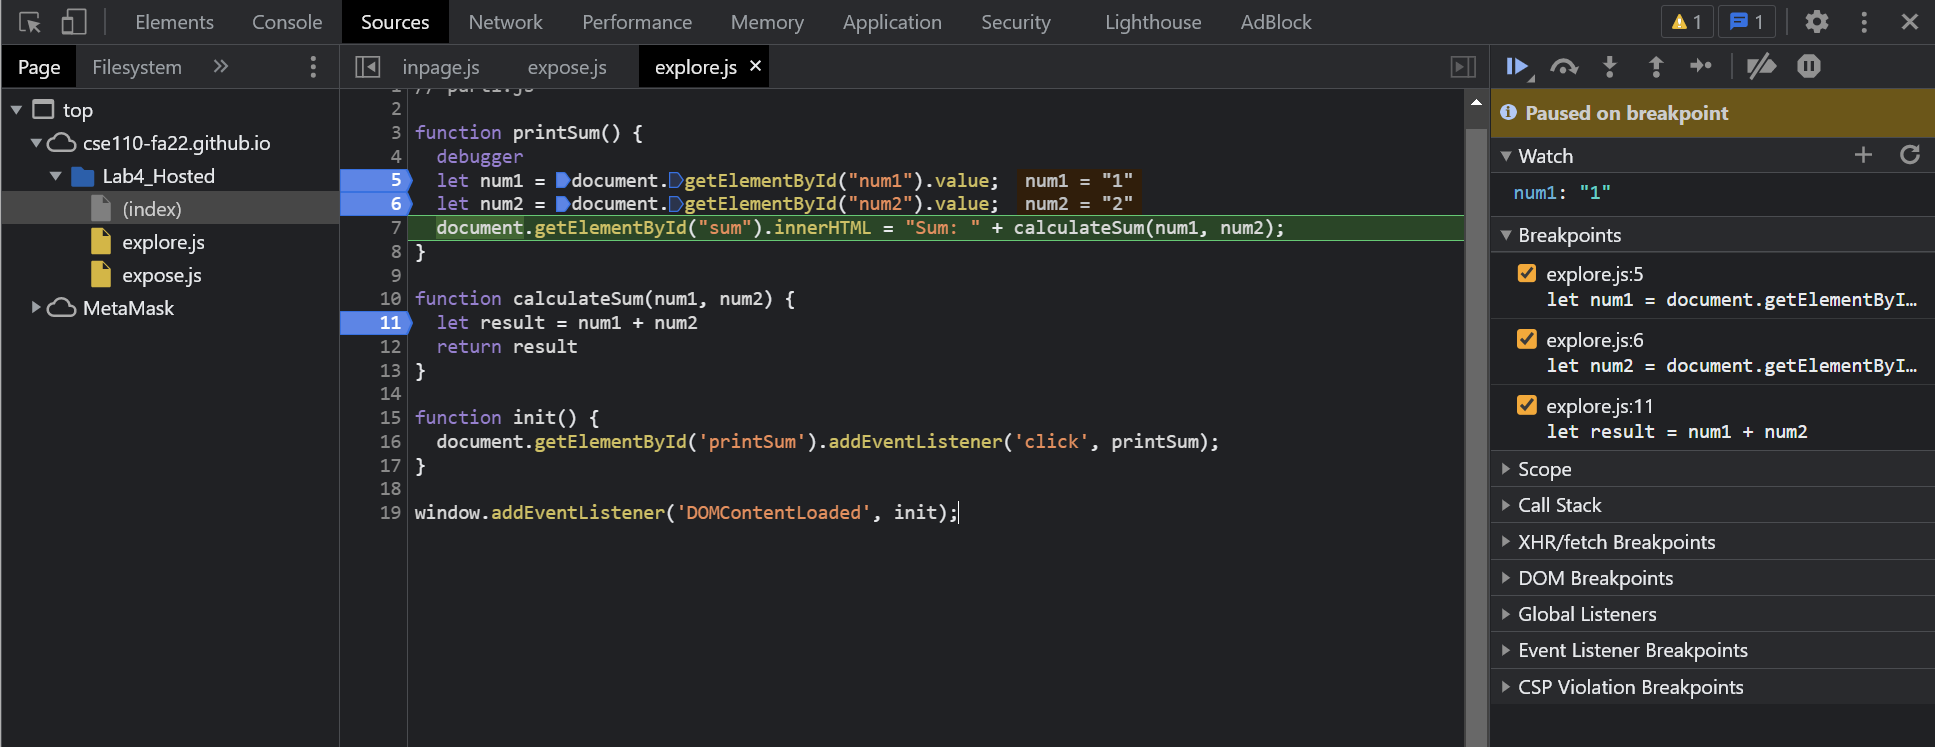 Elements Console Sources Network Performance Memory Application Security Lighthouse AdBlock 1 1
Page Filesystem
top
cse110-fa22.github.io
Lab4_Hosted
(index)
explore.js
expose.js
MetaMask
inpage.js expose.js explore.js
1 // part1.js
2
3 function printSum() {
4 debugger
5 let num1 = document.getElementById("num1").value; num1 = "1"
6 let num2 = document.getElementById("num2").value; num2 = "2"
7 document.getElementById("sum").innerHTML = "Sum: " + calculateSum(num1, num2);
8 }
9
10 function calculateSum(num1, num2) {
11 let result = num1 + num2
12 return result
13 }
14
15 function init() {
16 document.getElementById('printSum').addEventListener('click', printSum);
17 }
18
19 window.addEventListener('DOMContentLoaded', init);
Paused on breakpoint
Watch
num1: "1"
Breakpoints
explore.js:5
let num1 = document.getElementByI…
explore.js:6
let num2 = document.getElementByI…
explore.js:11
let result = num1 + num2
Scope
Call Stack
XHR/fetch Breakpoints
DOM Breakpoints
Global Listeners
Event Listener Breakpoints
CSP Violation Breakpoints